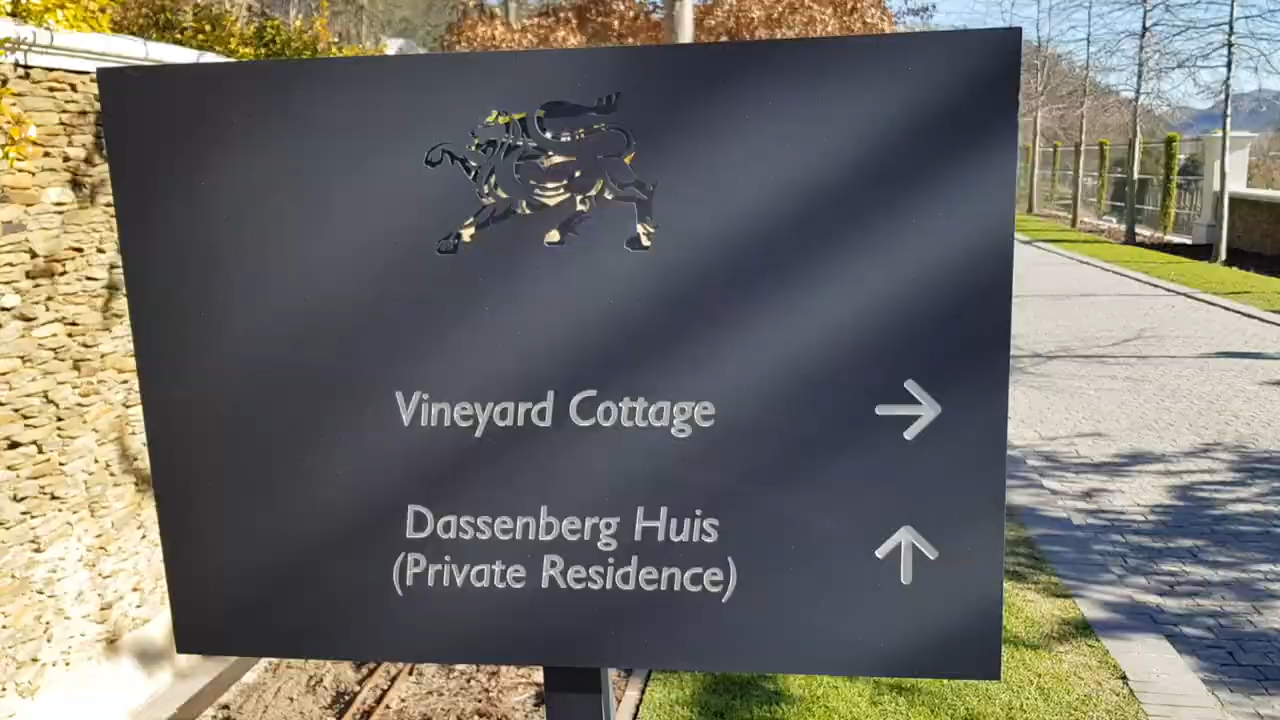 Vineyard Cottage →
Dassenberg Huis ↑
(Private Residence)